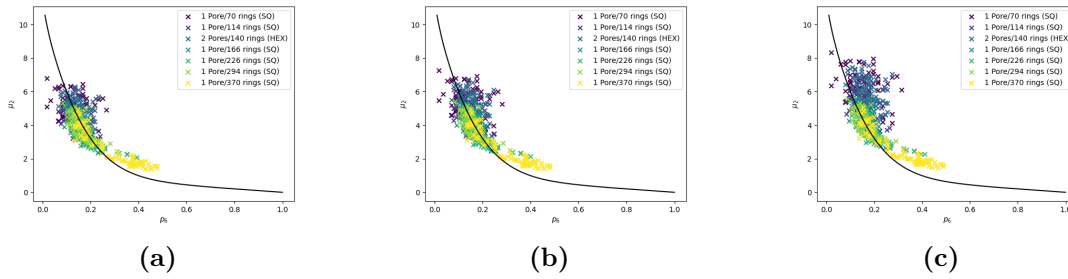 10
8
6
4
2
0
μ₂
0.0 0.2 0.4 0.6 0.8 1.0
p₆
1 Pore/70 rings (SQ)
1 Pore/114 rings (SQ)
2 Pores/140 rings (HEX)
1 Pore/166 rings (SQ)
1 Pore/226 rings (SQ)
1 Pore/294 rings (SQ)
1 Pore/370 rings (SQ)
(a)
10
8
6
4
2
0
μ₂
0.0 0.2 0.4 0.6 0.8 1.0
p₆
1 Pore/70 rings (SQ)
1 Pore/114 rings (SQ)
2 Pores/140 rings (HEX)
1 Pore/166 rings (SQ)
1 Pore/226 rings (SQ)
1 Pore/294 rings (SQ)
1 Pore/370 rings (SQ)
(b)
10
8
6
4
2
0
μ₂
0.0 0.2 0.4 0.6 0.8 1.0
p₆
1 Pore/70 rings (SQ)
1 Pore/114 rings (SQ)
2 Pores/140 rings (HEX)
1 Pore/166 rings (SQ)
1 Pore/226 rings (SQ)
1 Pore/294 rings (SQ)
1 Pore/370 rings (SQ)
(c)